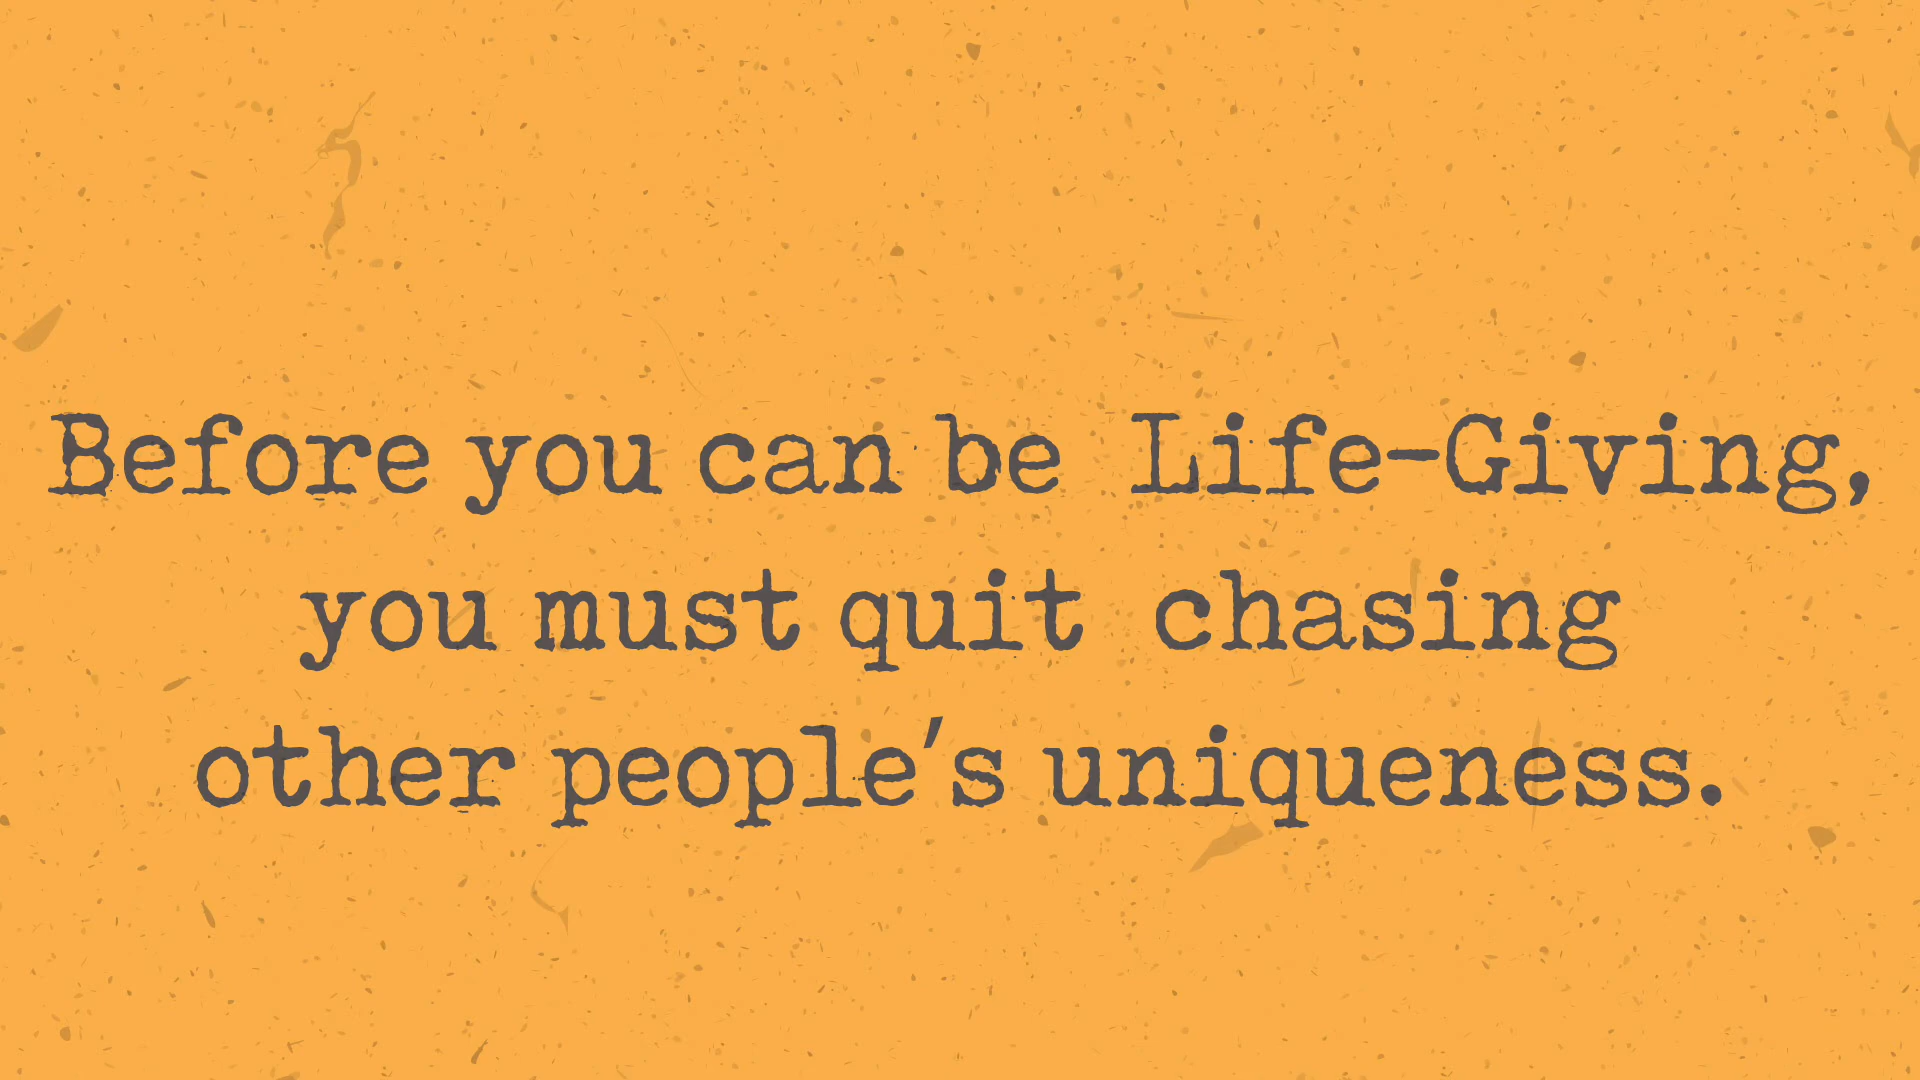 Before you can be Life-Giving,
you must quit chasing
other people's uniqueness.